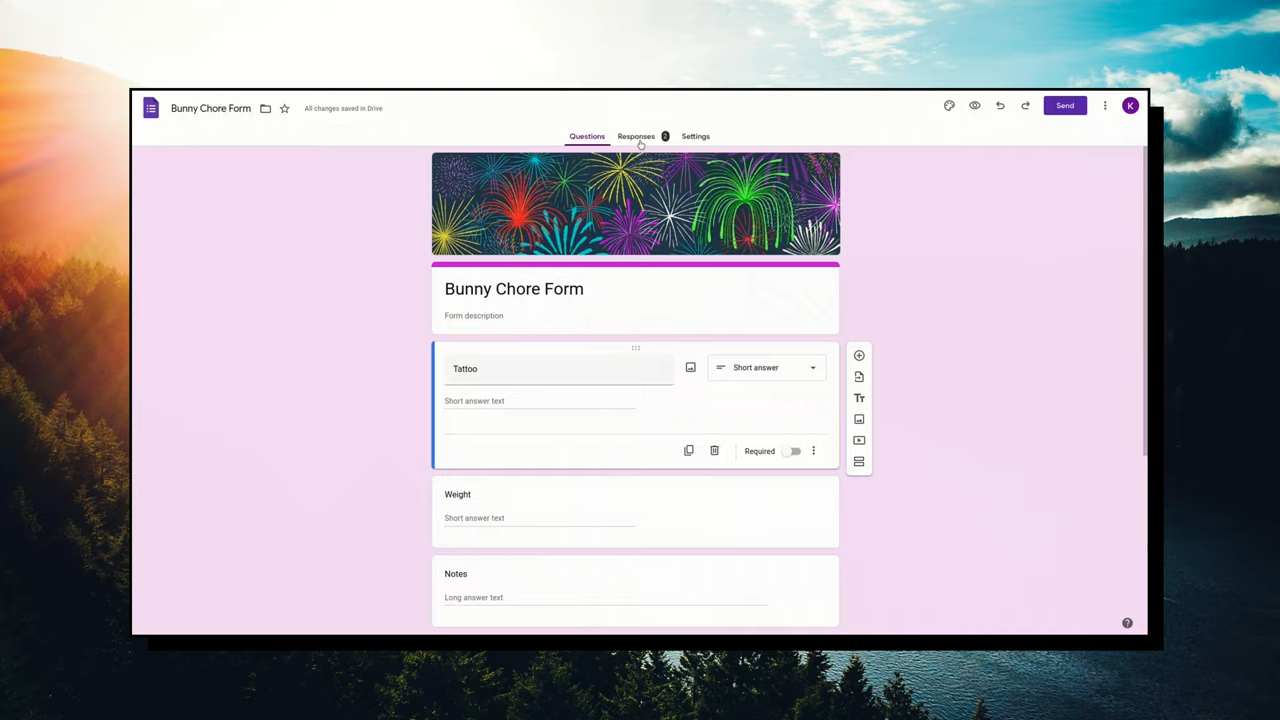 Bunny Chore Form
All changes saved in Drive
Send
K
Questions
Responses 2
Settings
Bunny Chore Form
Form description
Tattoo
Short answer
Short answer text
Required
Tт
Weight
Short answer text
Notes
Long answer text